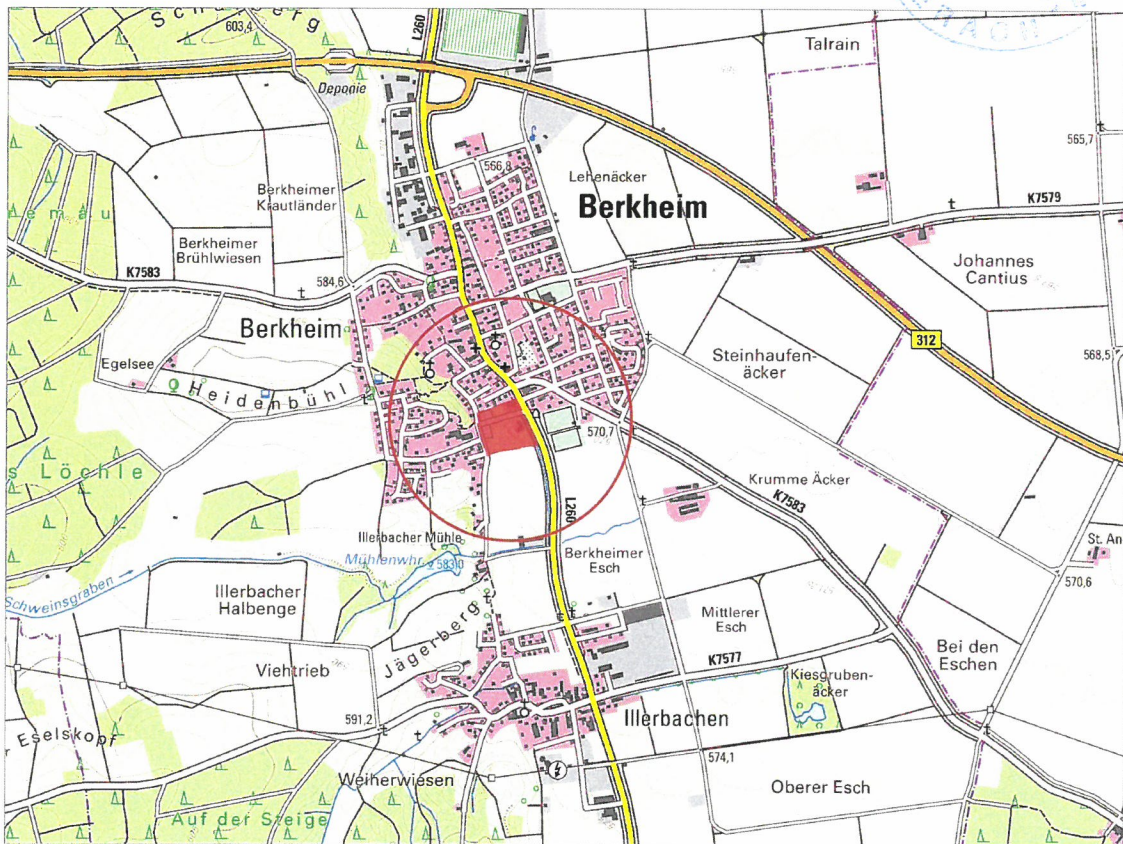 603,4
L260
Talrain
Deponie
565,7
566,8
Lehenäcker
Berkheimer
Krautländer
Berkheim
K7579
Berkheimer
Brühlwiesen
Johannes
Cantius
K7583
584,6
Berkheim
312
Steinhaufen-
äcker
568,5
Egelsee
Heidenbühl
570,7
Löchle
Krumme Äcker
K7583
L260
Illerbacher Mühle
Mühlenwhr.
583,0
Berkheimer
Esch
St. An
570,6
Schweinsgraben
Illerbacher
Halbenge
Mittlerer
Esch
Jägerberg
Bei den
Eschen
Viehtrieb
K7577
Kiesgruben-
äcker
591,2
Illerbachen
r Eselskopf
574,1
Weiherwiesen
Oberer Esch
Auf der Steige